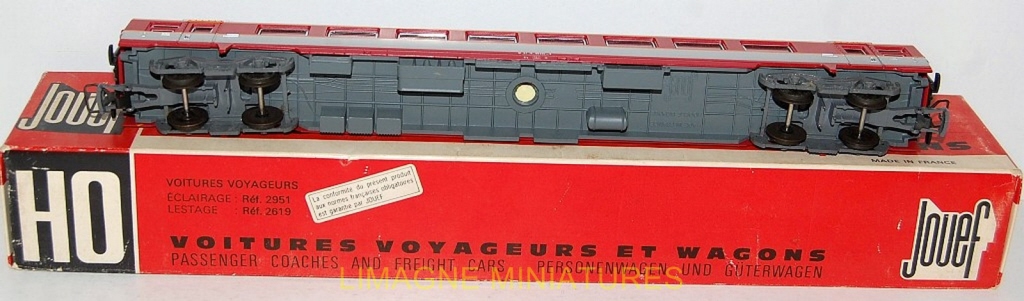 Jouef
AS
MADE IN FRANCE
HO
VOITURES VOYAGEURS
ÉCLAIRAGE : Réf. 2951
LESTAGE : Réf. 2619
La conformité du présent produit
aux normes françaises obligatoires
est garantie par JOUEF
VOITURES VOYAGEURS ET WAGONS
PASSENGER COACHES AND FREIGHT CARS . PERSONENWAGEN UND GÜTERWAGEN
Jouef
LIMAGNE MINIATURES